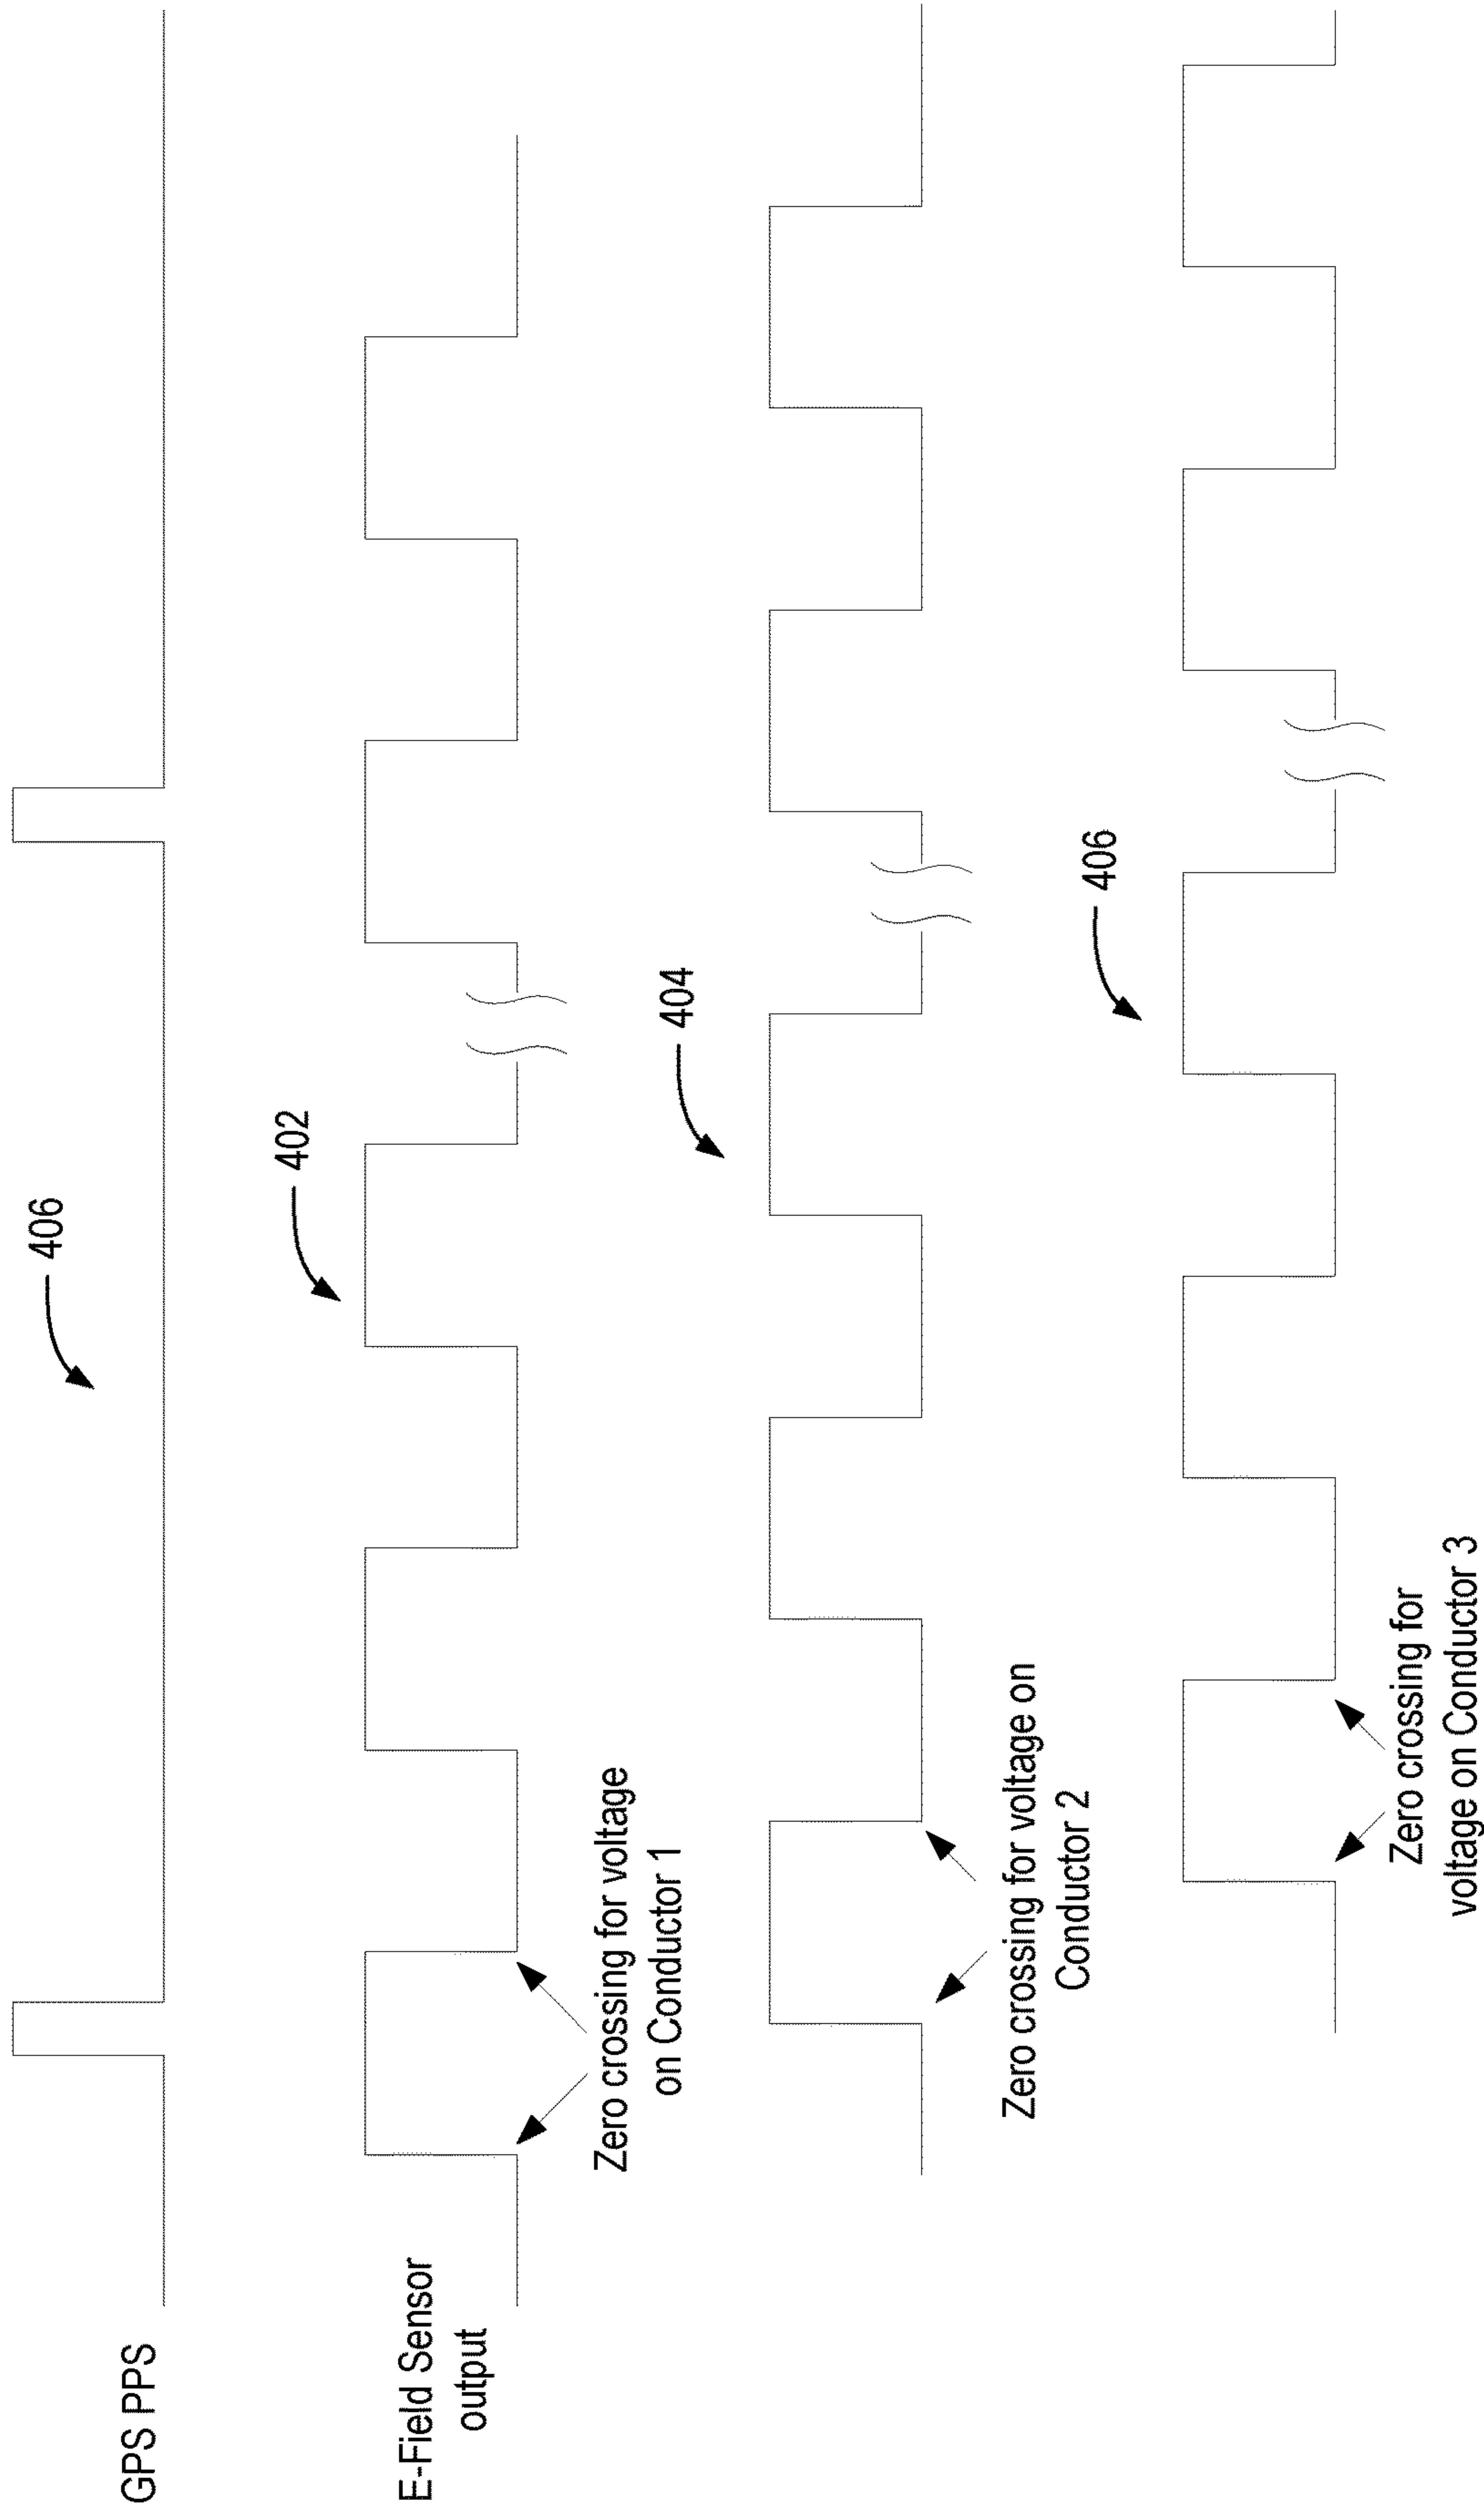 GPS PPS
406
E-Field Sensor
output
402
Zero crossing for voltage
on Conductor 1
404
Zero crossing for voltage on
Conductor 2
406
Zero crossing for
voltage on Conductor 3